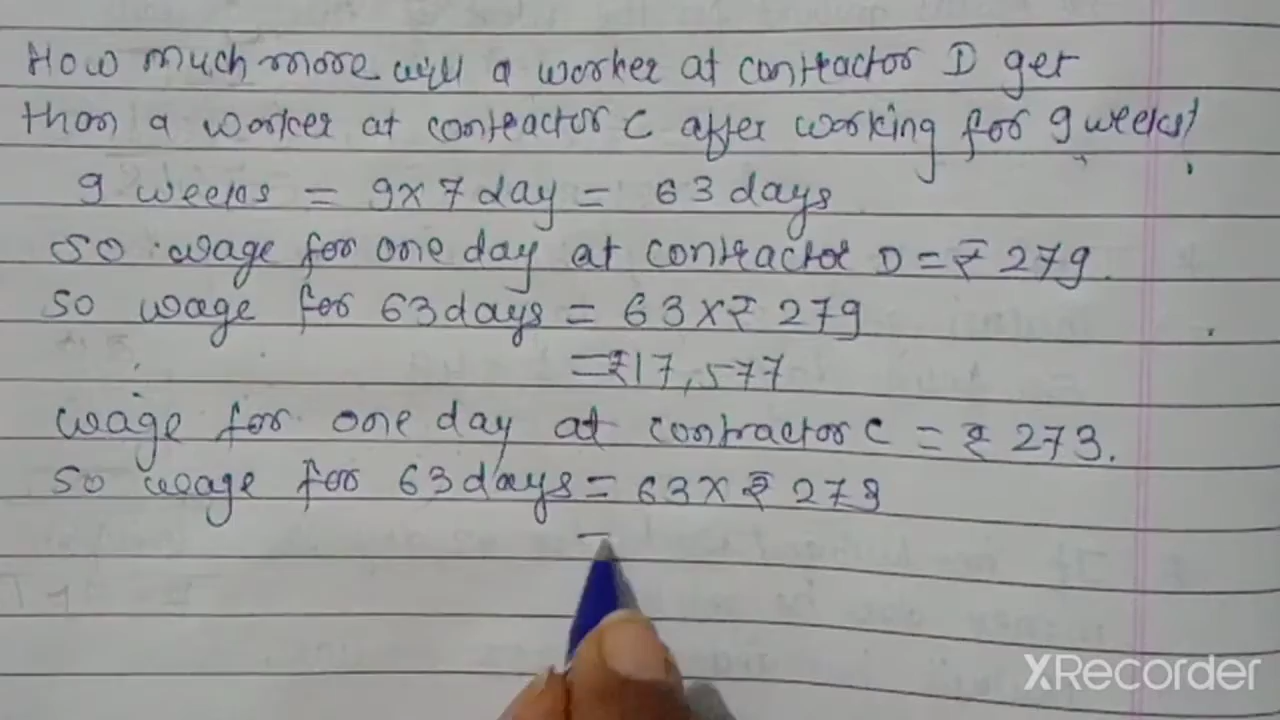 How much more will a worker at contractor D get
than a worker at contractor C after working for 9 weeks?
9 weeks = 9x 7 day = 63 days
So wage for one day at contractor D = ₹ 279.
So wage for 63 days = 63 x ₹ 279
= ₹17,577
wage for one day at contractor C = ₹ 273.
So wage for 63 days = 63 x ₹ 273
=
XRecorder